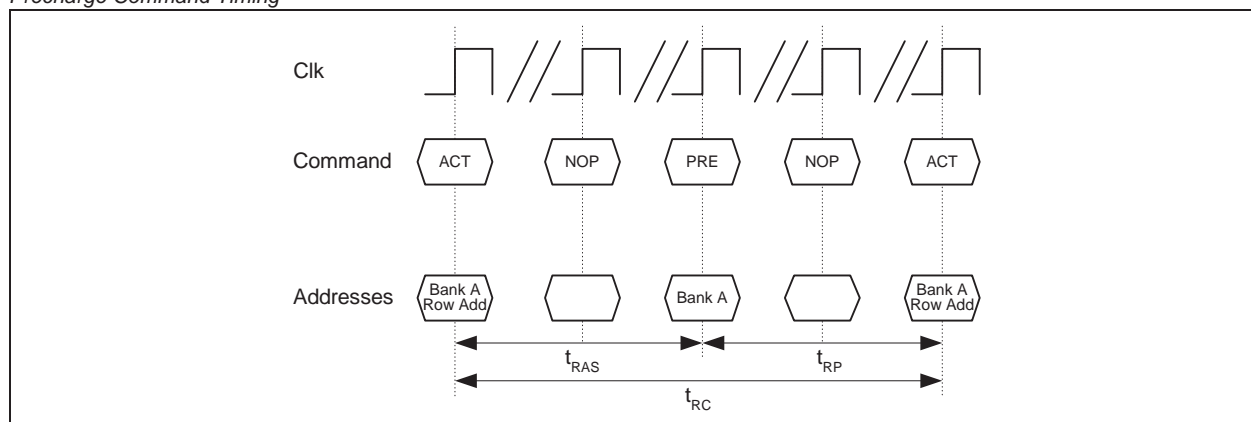 Precharge Command Timing
Clk
Command
ACT
NOP
PRE
NOP
ACT
Addresses
Bank A
Row Add
Bank A
Bank A
Row Add
tRAS
tRP
tRC